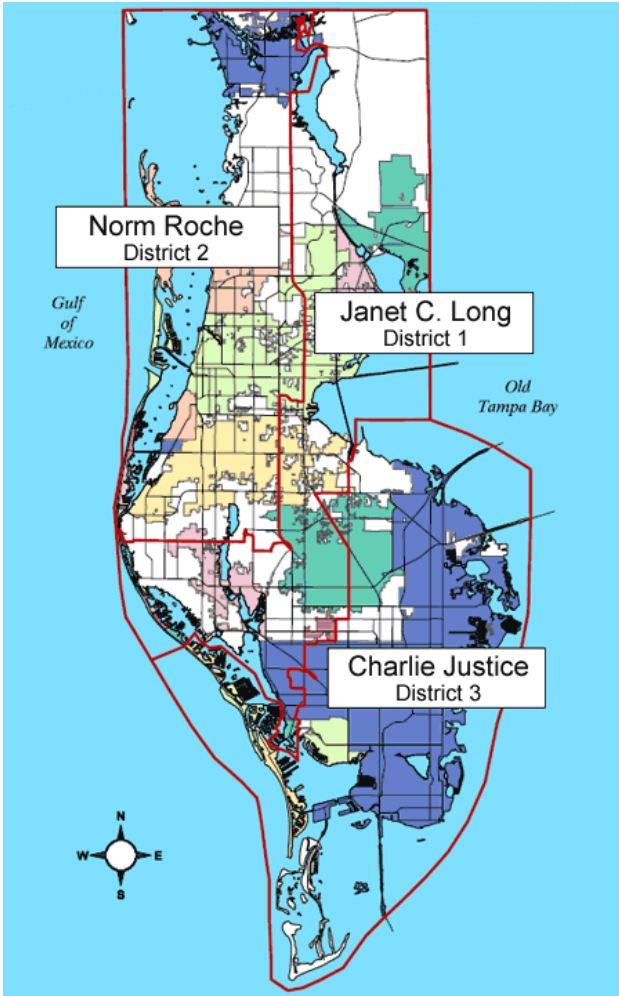 Norm Roche
District 2
Gulf
of
Mexico
Janet C. Long
District 1
Old
Tampa Bay
Charlie Justice
District 3
N
W
E
S